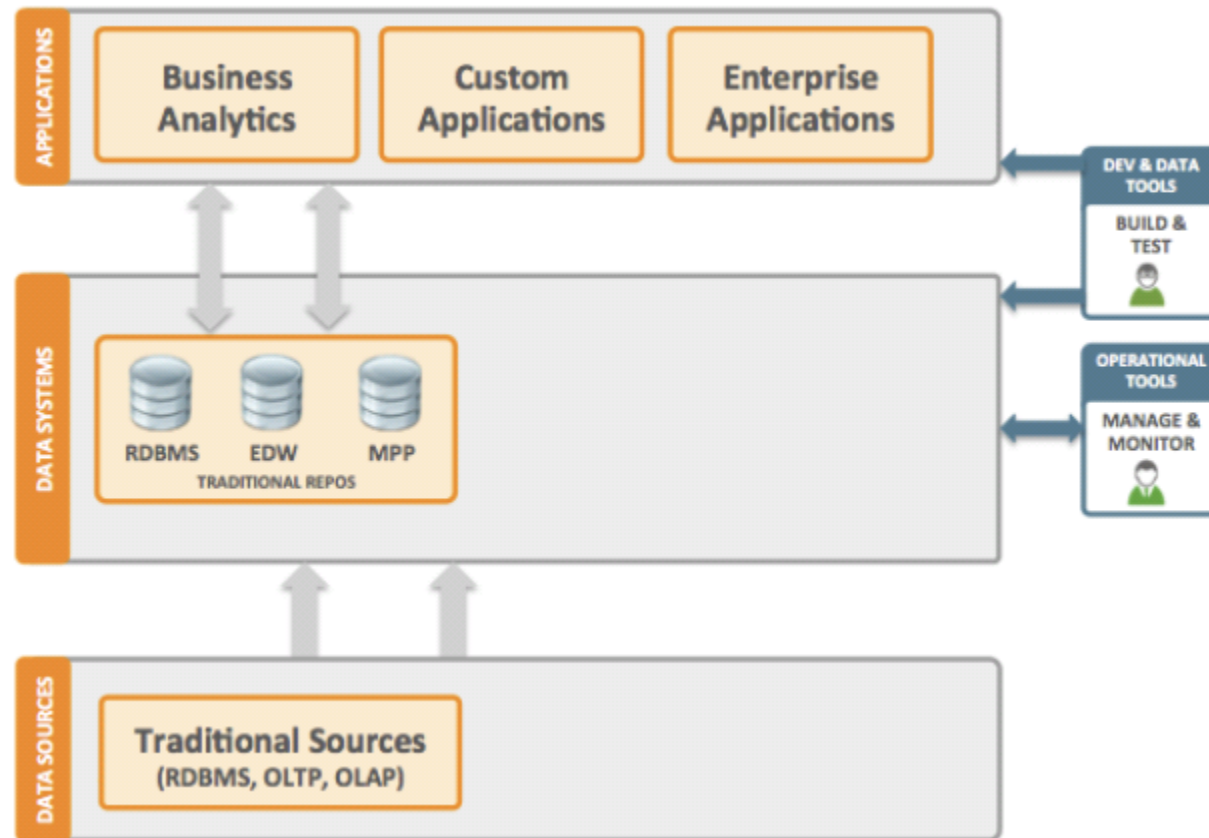 APPLICATIONS
Business
Analytics
Custom
Applications
Enterprise
Applications
DEV & DATA
TOOLS
BUILD &
TEST
DATA SYSTEMS
RDBMS
EDW
MPP
TRADITIONAL REPOS
OPERATIONAL
TOOLS
MANAGE &
MONITOR
DATA SOURCES
Traditional Sources
(RDBMS, OLTP, OLAP)